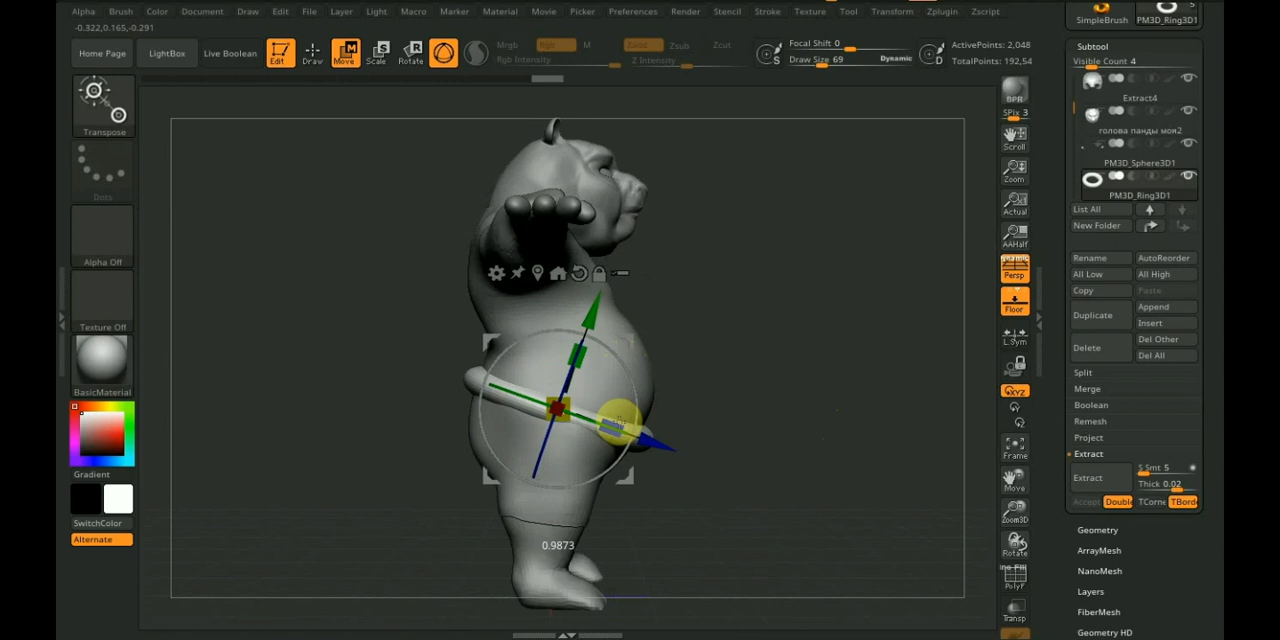 Alpha Brush Color Document Draw Edit File Layer Light Macro Marker Material Movie Picker Preferences Render Stencil Stroke Texture Tool Transform Zplugin Zscript
-0.322,0.165,-0.291
Home Page
LightBox
Live Boolean
Edit
Draw
Move
Scale
Rotate
Mrgb
Rgb
M
Rgb Intensity
Zadd
Zsub
Zcut
Z Intensity
S
Focal Shift 0
Draw Size 69
Dynamic
D
ActivePoints: 2,048
TotalPoints: 192,54
Transpose
Dots
Alpha Off
Texture Off
BasicMaterial
Gradient
SwitchColor
Alternate
0.9873
BPR
SPix 3
Scroll
Zoom
Actual
AAHalf
Persp
Floor
L.Sym
Frame
Move
Zoom3D
Rotate
PolyF
Transp
SimpleBrush
5
PM3D_Ring3D1
Subtool
Visible Count 4
Extract4
голова панды моя2
PM3D_Sphere3D1
PM3D_Ring3D1
List All
New Folder
Rename
AutoReorder
All Low
All High
Copy
Paste
Duplicate
Append
Insert
Delete
Del Other
Del All
Split
Merge
Boolean
Remesh
Project
Extract
Extract
S Smt 5
Thick 0.02
Accept
Double
TCorne
TBorde
Geometry
ArrayMesh
NanoMesh
Layers
FiberMesh
Geometry HD